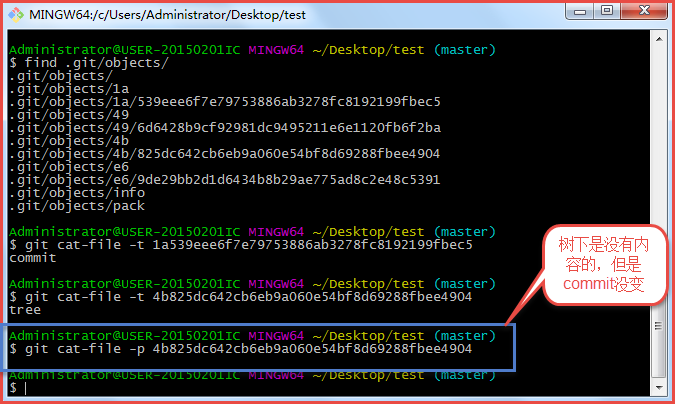 MINGW64:/c/Users/Administrator/Desktop/test
Administrator@USER-20150201IC MINGW64 ~/Desktop/test (master)
$ find .git/objects/
.git/objects/
.git/objects/1a
.git/objects/1a/539eee6f7e79753886ab3278fc8192199fbec5
.git/objects/49
.git/objects/49/6d6428b9cf92981dc9495211e6e1120fb6f2ba
.git/objects/4b
.git/objects/4b/825dc642cb6eb9a060e54bf8d69288fbee4904
.git/objects/e6
.git/objects/e6/9de29bb2d1d6434b8b29ae775ad8c2e48c5391
.git/objects/info
.git/objects/pack
Administrator@USER-20150201IC MINGW64 ~/Desktop/test (master)
$ git cat-file -t 1a539eee6f7e79753886ab3278fc8192199fbec5
commit
Administrator@USER-20150201IC MINGW64 ~/Desktop/test (master)
$ git cat-file -t 4b825dc642cb6eb9a060e54bf8d69288fbee4904
tree
Administrator@USER-20150201IC MINGW64 ~/Desktop/test (master)
$ git cat-file -p 4b825dc642cb6eb9a060e54bf8d69288fbee4904
Administrator@USER-20150201IC MINGW64 ~/Desktop/test (master)
$
树下是没有内
容的，但是
commit没变